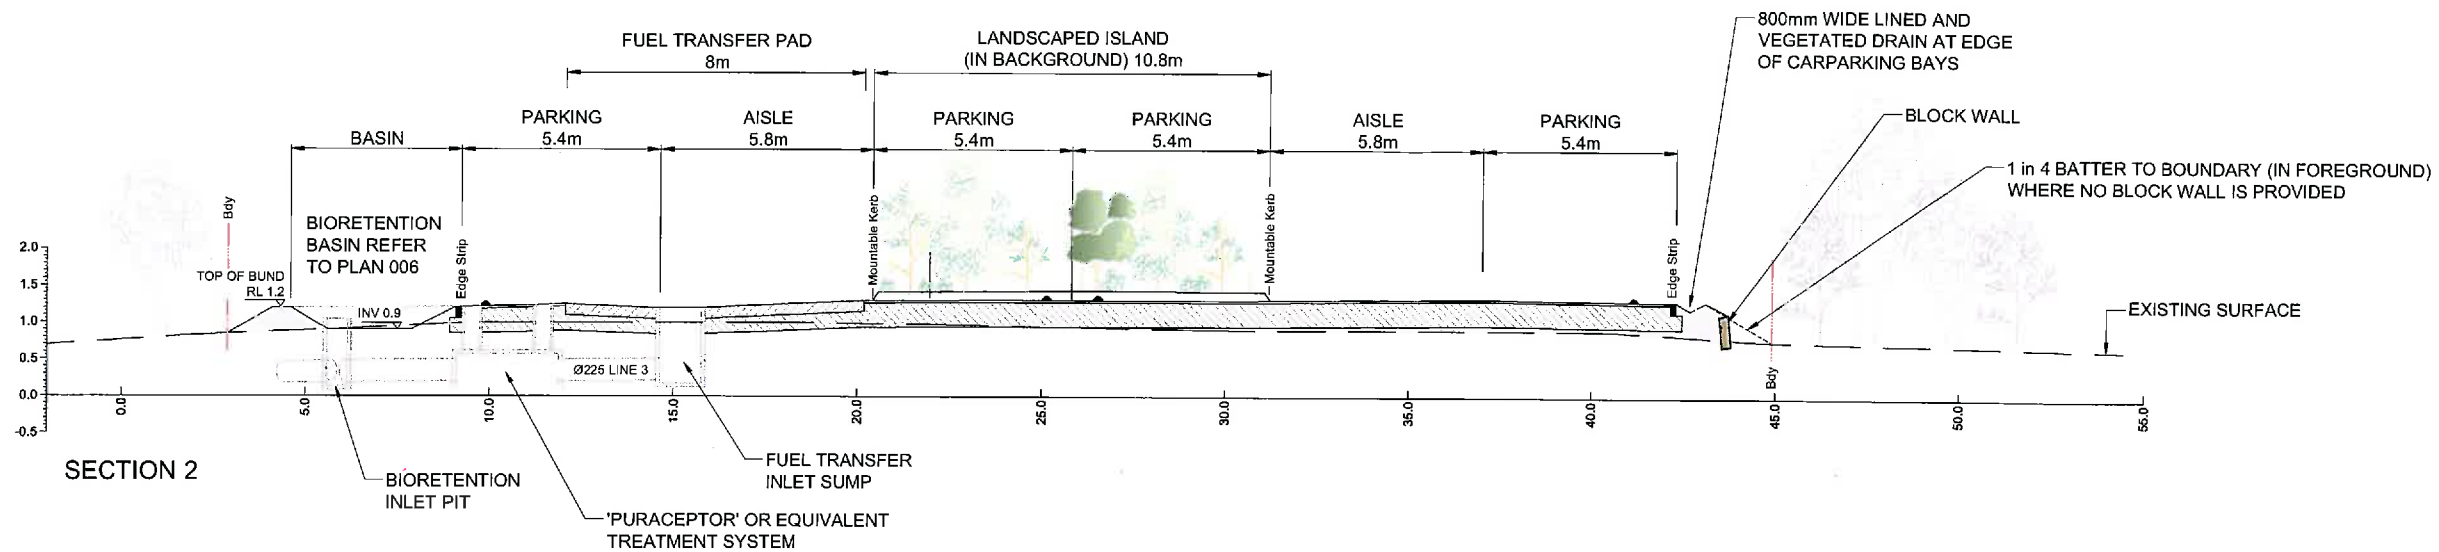 FUEL TRANSFER PAD
8m
LANDSCAPED ISLAND
(IN BACKGROUND) 10.8m
800mm WIDE LINED AND
VEGETATED DRAIN AT EDGE
OF CARPARKING BAYS
BASIN
PARKING
5.4m
AISLE
5.8m
PARKING
5.4m
PARKING
5.4m
AISLE
5.8m
PARKING
5.4m
BLOCK WALL
1 in 4 BATTER TO BOUNDARY (IN FOREGROUND)
WHERE NO BLOCK WALL IS PROVIDED
Bdy
BIORETENTION
BASIN REFER
TO PLAN 006
Edge Strip
Mountable Kerb
Mountable Kerb
Edge Strip
TOP OF BUND
RL 1.2
INV 0.9
EXISTING SURFACE
Ø225 LINE 3
Bdy
2.0
1.5
1.0
0.5
0.0
-0.5
0.0
5.0
10.0
15.0
20.0
25.0
30.0
35.0
40.0
45.0
50.0
55.0
SECTION 2
BIORETENTION
INLET PIT
FUEL TRANSFER
INLET SUMP
'PURACEPTOR' OR EQUIVALENT
TREATMENT SYSTEM